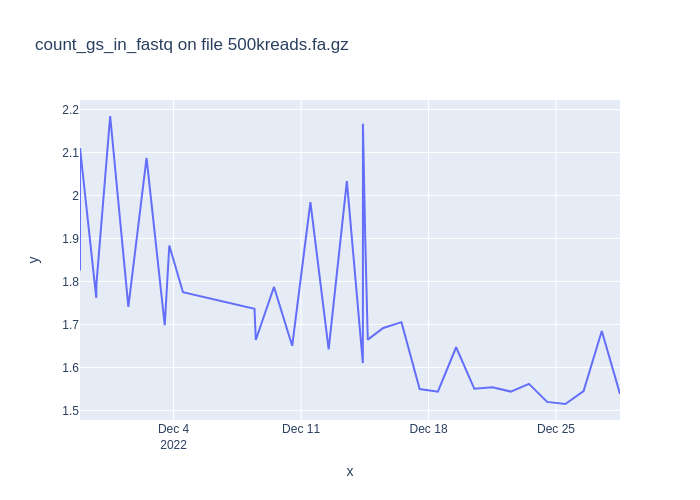 count_gs_in_fastq on file 500kreads.fa.gz
2.2
2.1
2
1.9
1.8
1.7
1.6
1.5
y
Dec 4
2022
Dec 11
Dec 18
Dec 25
x